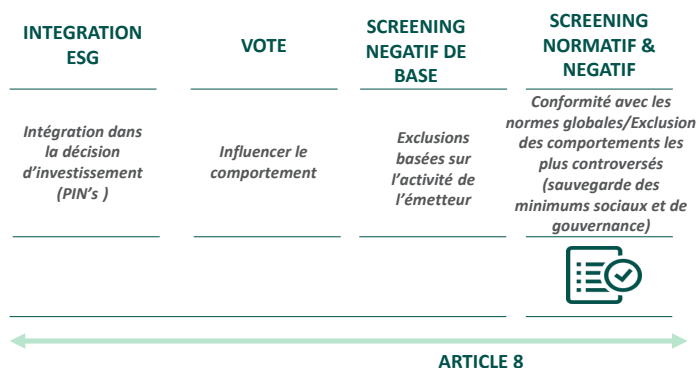 INTEGRATION
ESG
VOTE
SCREENING
NEGATIF DE
BASE
SCREENING
NORMATIF &
NEGATIF
Intégration dans
la décision
d'investissement
(PIN's )
Influencer le
comportement
Exclusions
basées sur
l'activité de
l'émetteur
Conformité avec les
normes globales/Exclusion
des comportements les
plus controversés
(sauvegarde des
minimums sociaux et de
gouvernance)
ARTICLE 8